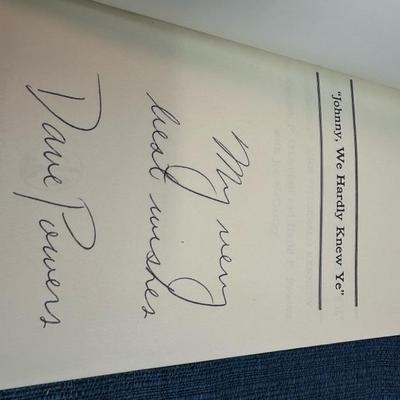 "Johnny, We Hardly Knew Ye"
My very
best wishes
Dave Powers